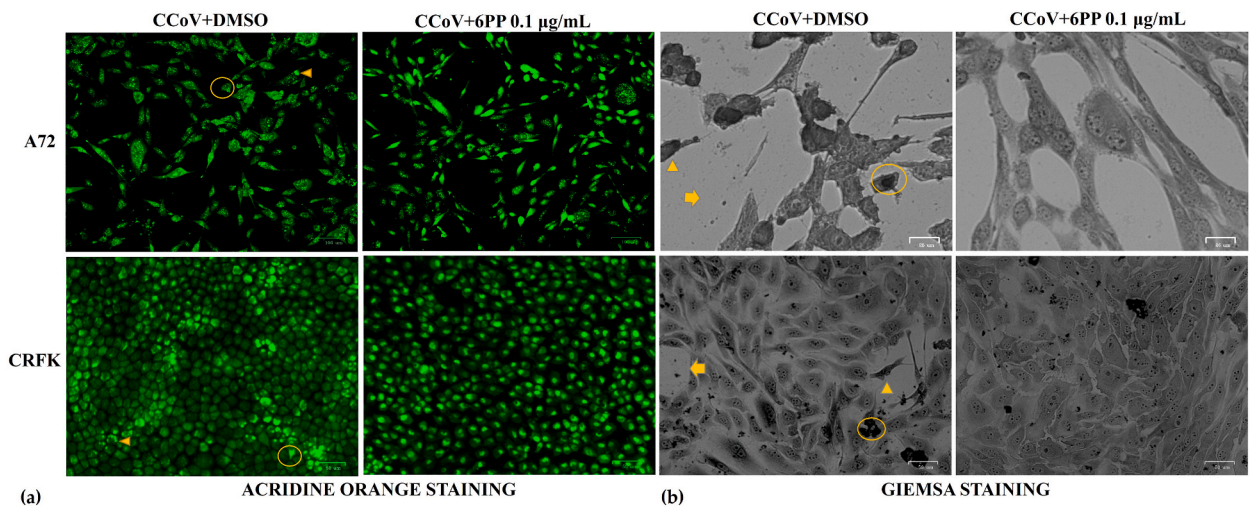 CCoV+DMSO CCoV+6PP 0.1 µg/mL CCoV+DMSO CCoV+6PP 0.1 µg/mL
A72
CRFK
(a) ACRIDINE ORANGE STAINING (b) GIEMSA STAINING